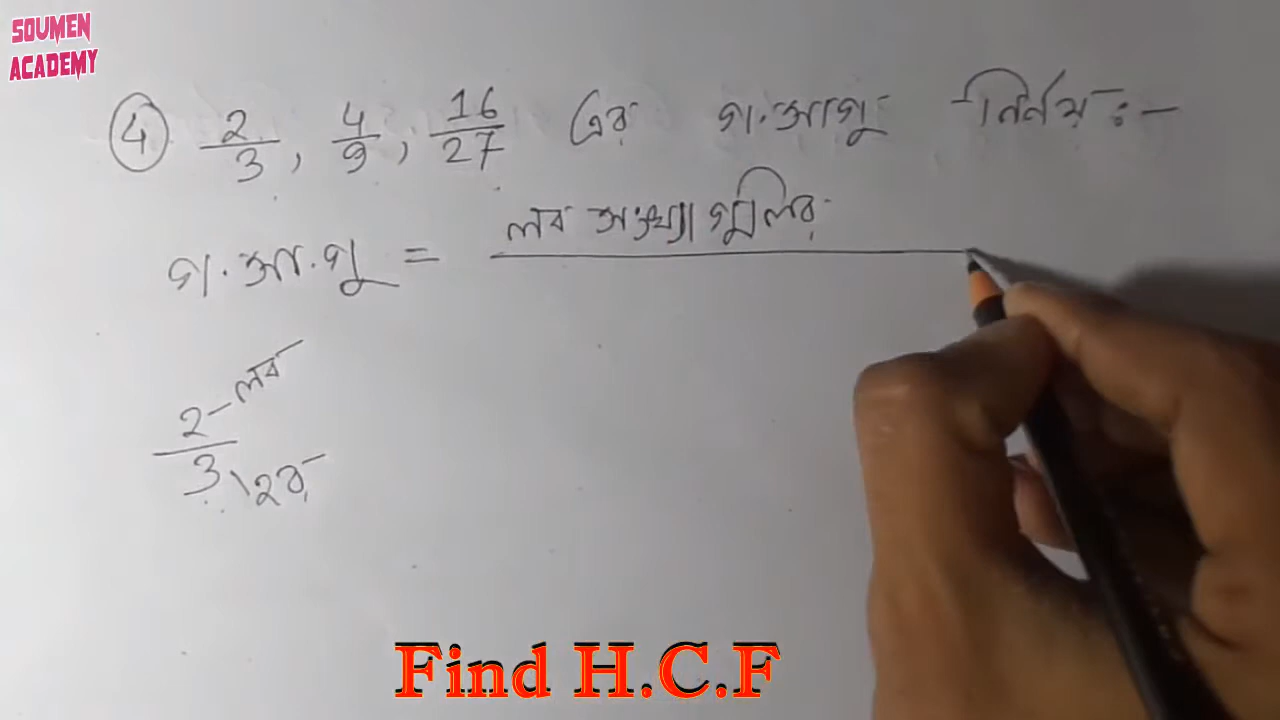 SOUMEN
ACADEMY
④ 2/3, 4/9, 16/27 এর গ.সাগু নির্ণয় :-
লব সংখ্যা গুলির
গ.সা.গু =
2 - লব
3 \ হর
Find H.C.F